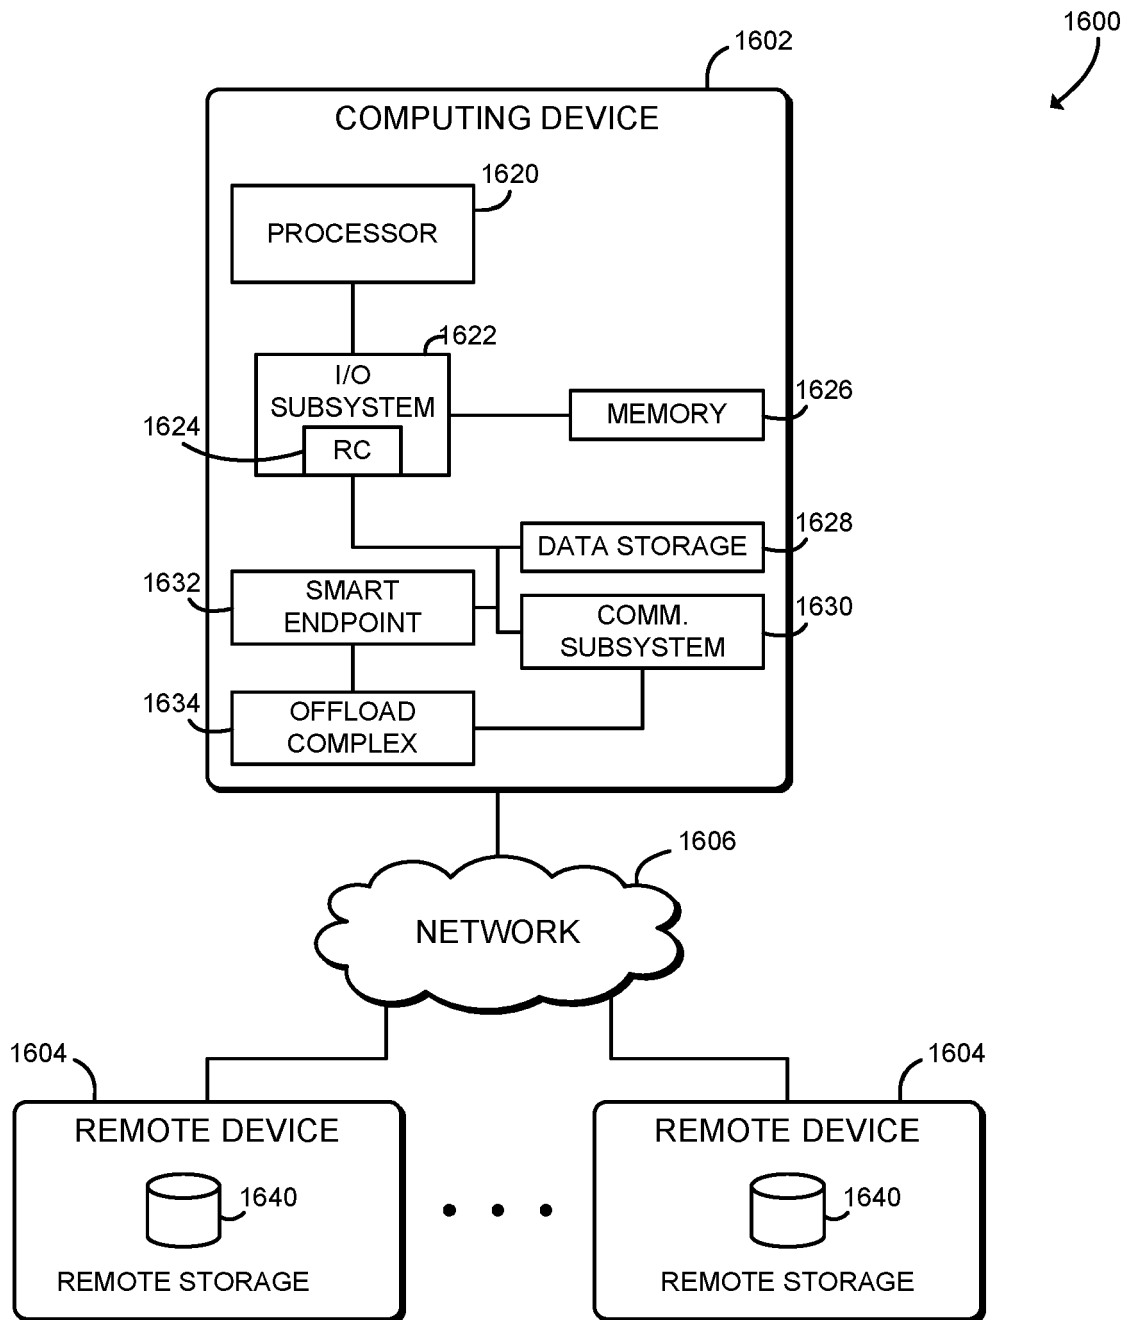 1600
1602
COMPUTING DEVICE
1620
PROCESSOR
1622
I/O
SUBSYSTEM
1624
RC
MEMORY
1626
DATA STORAGE
1628
1632
SMART
ENDPOINT
COMM.
SUBSYSTEM
1630
1634
OFFLOAD
COMPLEX
1606
NETWORK
1604
REMOTE DEVICE
1640
REMOTE STORAGE
1604
REMOTE DEVICE
1640
REMOTE STORAGE